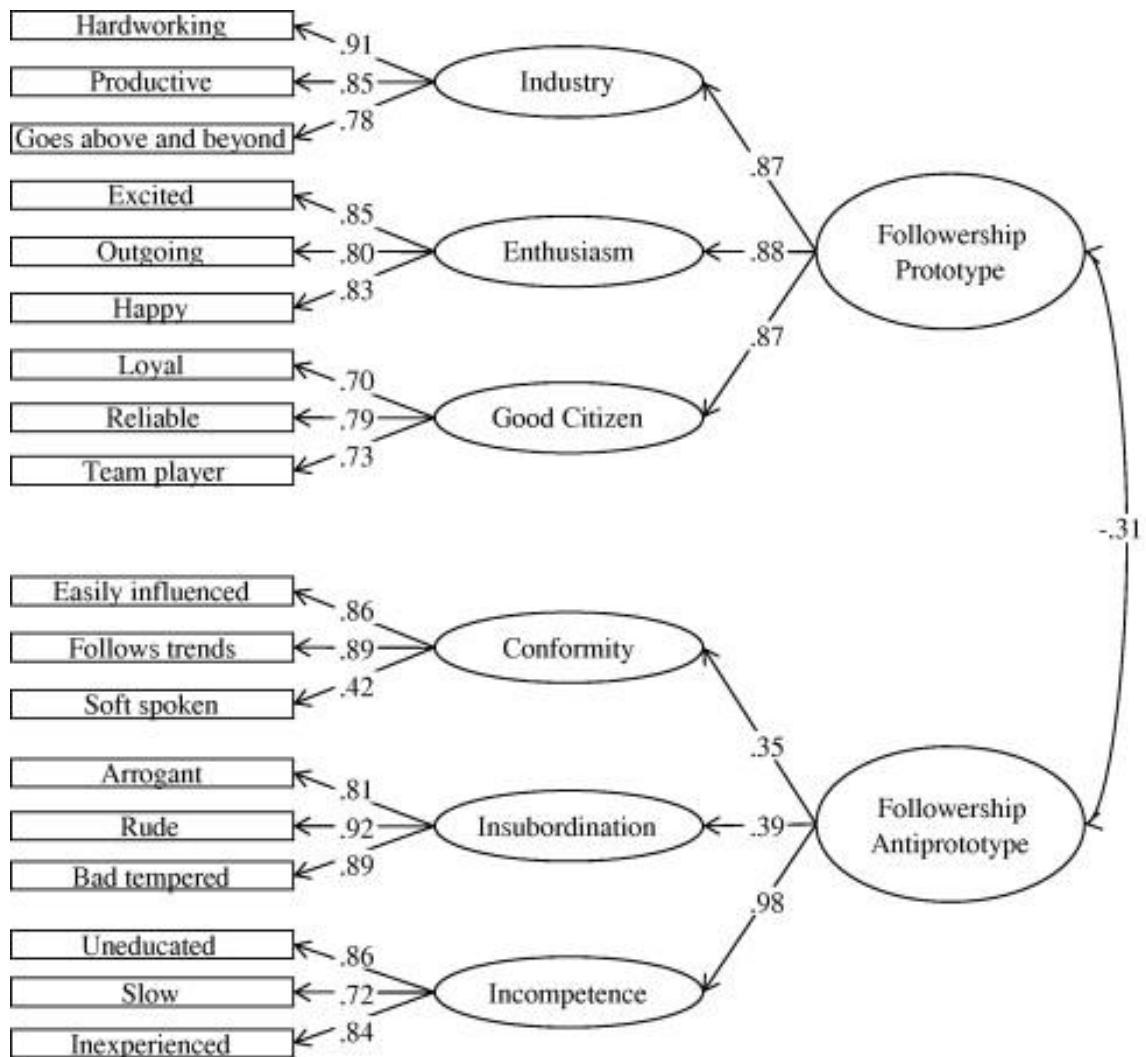 Hardworking
.91
Productive
.85
Industry
Goes above and beyond
.78
Excited
.85
.87
Outgoing
.80
Enthusiasm
.88
Followership
Prototype
Happy
.83
Loyal
.70
.87
Reliable
.79
Good Citizen
Team player
.73
-.31
Easily influenced
.86
Follows trends
.89
Conformity
Soft spoken
.42
.35
Arrogant
.81
Rude
.92
Insubordination
.39
Followership
Antiprototype
Bad tempered
.89
.98
Uneducated
.86
Slow
.72
Incompetence
Inexperienced
.84